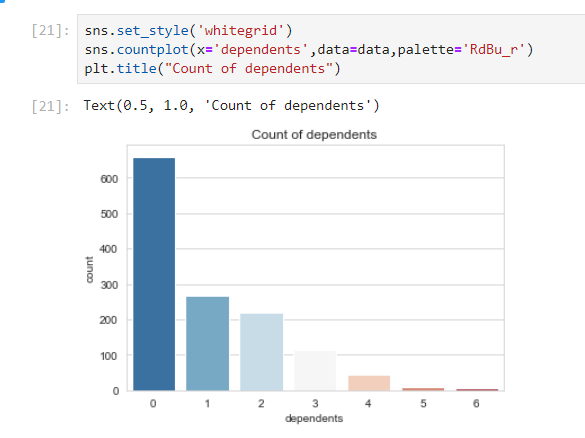 [21]: sns.set_style('whitegrid')
sns.countplot(x='dependents',data=data,palette='RdBu_r')
plt.title("Count of dependents")
[21]: Text(0.5, 1.0, 'Count of dependents')
Count of dependents
600
500
400
300
200
100
0
count
0 1 2 3 4 5 6
dependents